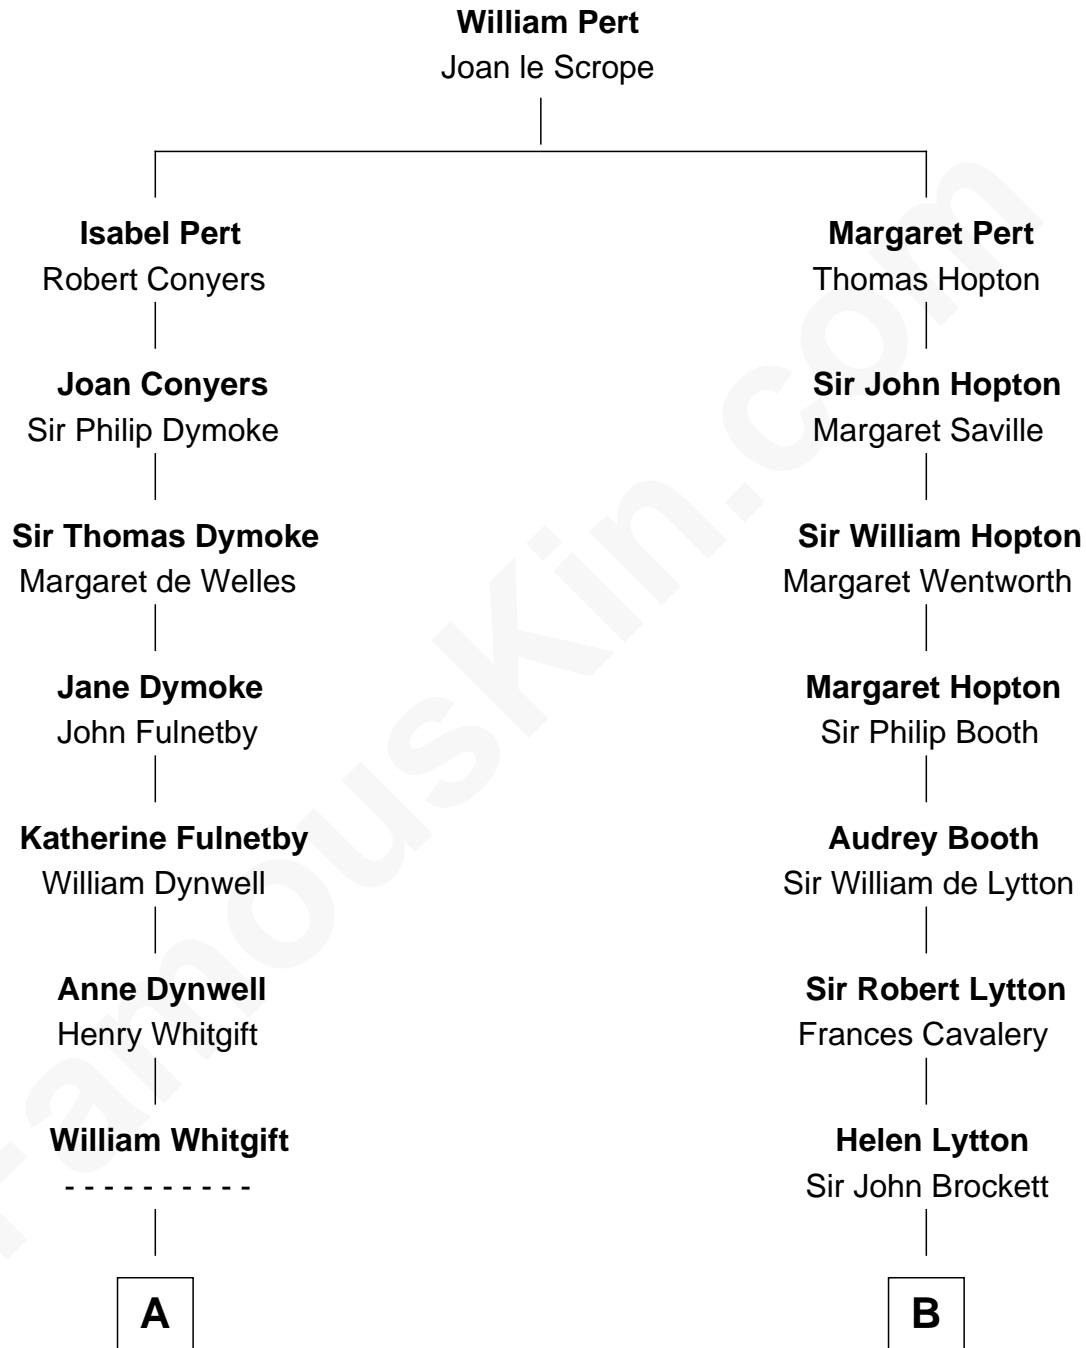 William Pert
Joan le Scrope
Isabel Pert
Robert Conyers
Margaret Pert
Thomas Hopton
Joan Conyers
Sir Philip Dymoke
Sir John Hopton
Margaret Saville
Sir Thomas Dymoke
Margaret de Welles
Sir William Hopton
Margaret Wentworth
Jane Dymoke
John Fulnetby
Margaret Hopton
Sir Philip Booth
Katherine Fulnetby
William Dynwell
Audrey Booth
Sir William de Lytton
Anne Dynwell
Henry Whitgift
Sir Robert Lytton
Frances Cavalery
William Whitgift
- - - - - - - - - -
Helen Lytton
Sir John Brockett
A
B
FamousKin.com